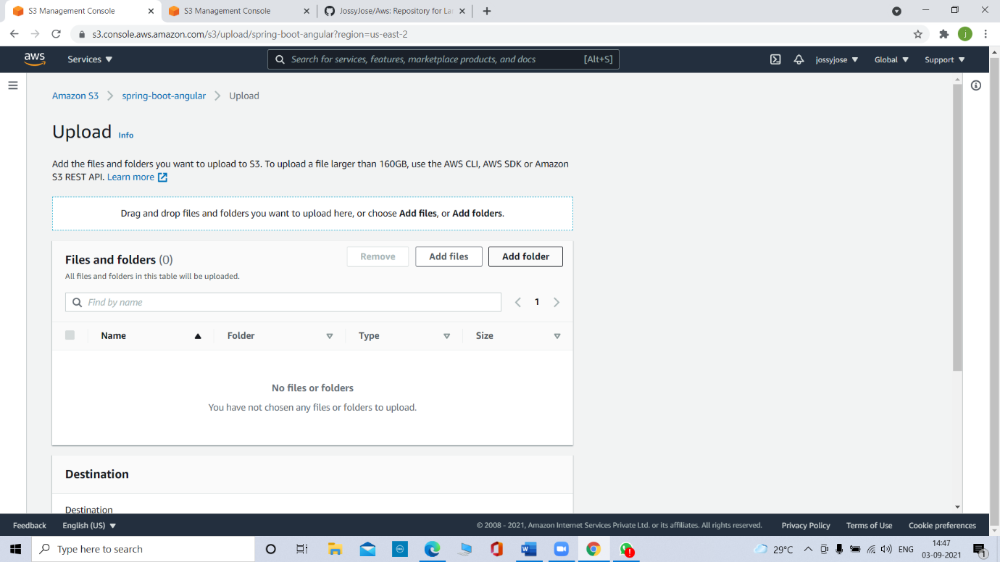 S3 Management Console
S3 Management Console
JossyJose/Aws: Repository for La
s3.console.aws.amazon.com/s3/upload/spring-boot-angular?region=us-east-2
j
aws
Services
Search for services, features, marketplace products, and docs [Alt+S]
jossyjose
Global
Support
Amazon S3
spring-boot-angular
Upload
Upload Info
Add the files and folders you want to upload to S3. To upload a file larger than 160GB, use the AWS CLI, AWS SDK or Amazon
S3 REST API. Learn more
Drag and drop files and folders you want to upload here, or choose Add files, or Add folders.
Files and folders (0)
Remove
Add files
Add folder
All files and folders in this table will be uploaded.
Find by name
1
Name
Folder
Type
Size
No files or folders
You have not chosen any files or folders to upload.
Destination
Destination
Feedback
English (US)
© 2008 - 2021, Amazon Internet Services Private Ltd. or its affiliates. All rights reserved.
Privacy Policy
Terms of Use
Cookie preferences
Type here to search
29°C
ENG
14:47
03-09-2021
1